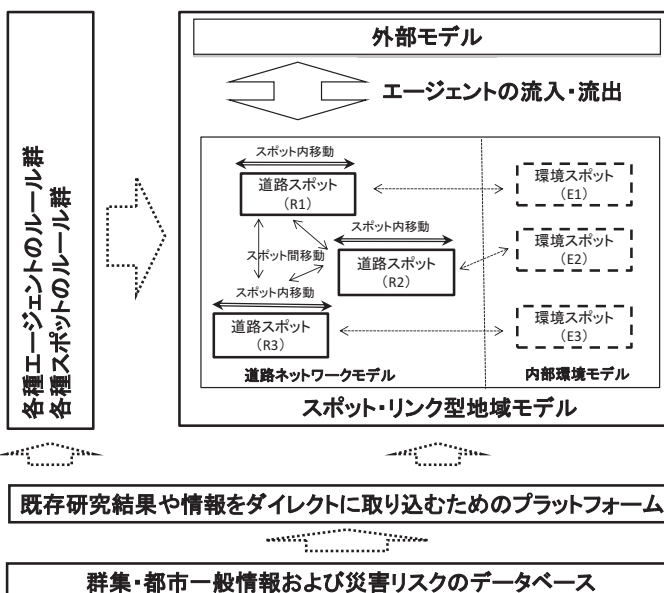 外部モデル
エージェントの流入・流出
各種エージェントのルール群
各種スポットのルール群
スポット内移動
道路スポット
（R1）
環境スポット
（E1）
スポット内移動
スポット間移動
道路スポット
（R2）
環境スポット
（E2）
スポット内移動
道路スポット
（R3）
環境スポット
（E3）
道路ネットワークモデル
内部環境モデル
スポット・リンク型地域モデル
既存研究結果や情報をダイレクトに取り込むためのプラットフォーム
群集・都市一般情報および災害リスクのデータベース